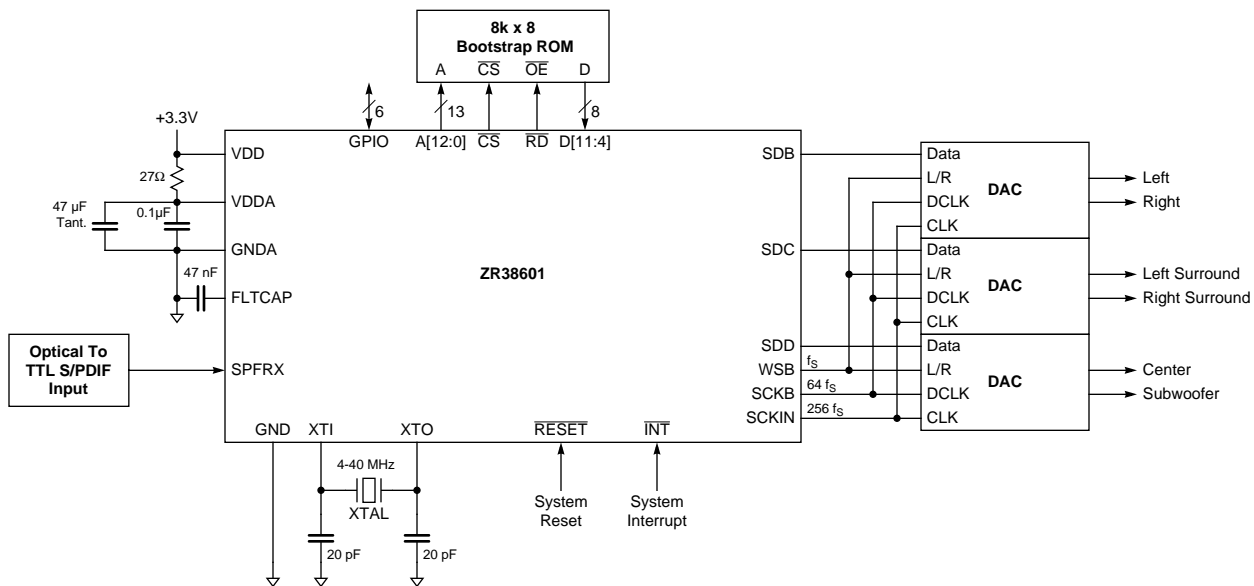 8k x 8
Bootstrap ROM
A CS OE D
6 13 8
+3.3V
GPIO A[12:0] CS RD D[11:4]
VDD
27Ω
VDDA
47 µF
Tant.
0.1µF
GNDA
47 nF
FLTCAP
ZR38601
Optical To
TTL S/PDIF
Input
SPFRX
SDB
SDC
SDD
WSB
SCKB
SCKIN
fS
64 fS
256 fS
Data
L/R
DCLK
CLK
DAC
Left
Right
Data
L/R
DCLK
CLK
DAC
Left Surround
Right Surround
Data
L/R
DCLK
CLK
DAC
Center
Subwoofer
GND XTI XTO RESET INT
4-40 MHz
XTAL
20 pF 20 pF
System
Reset
System
Interrupt